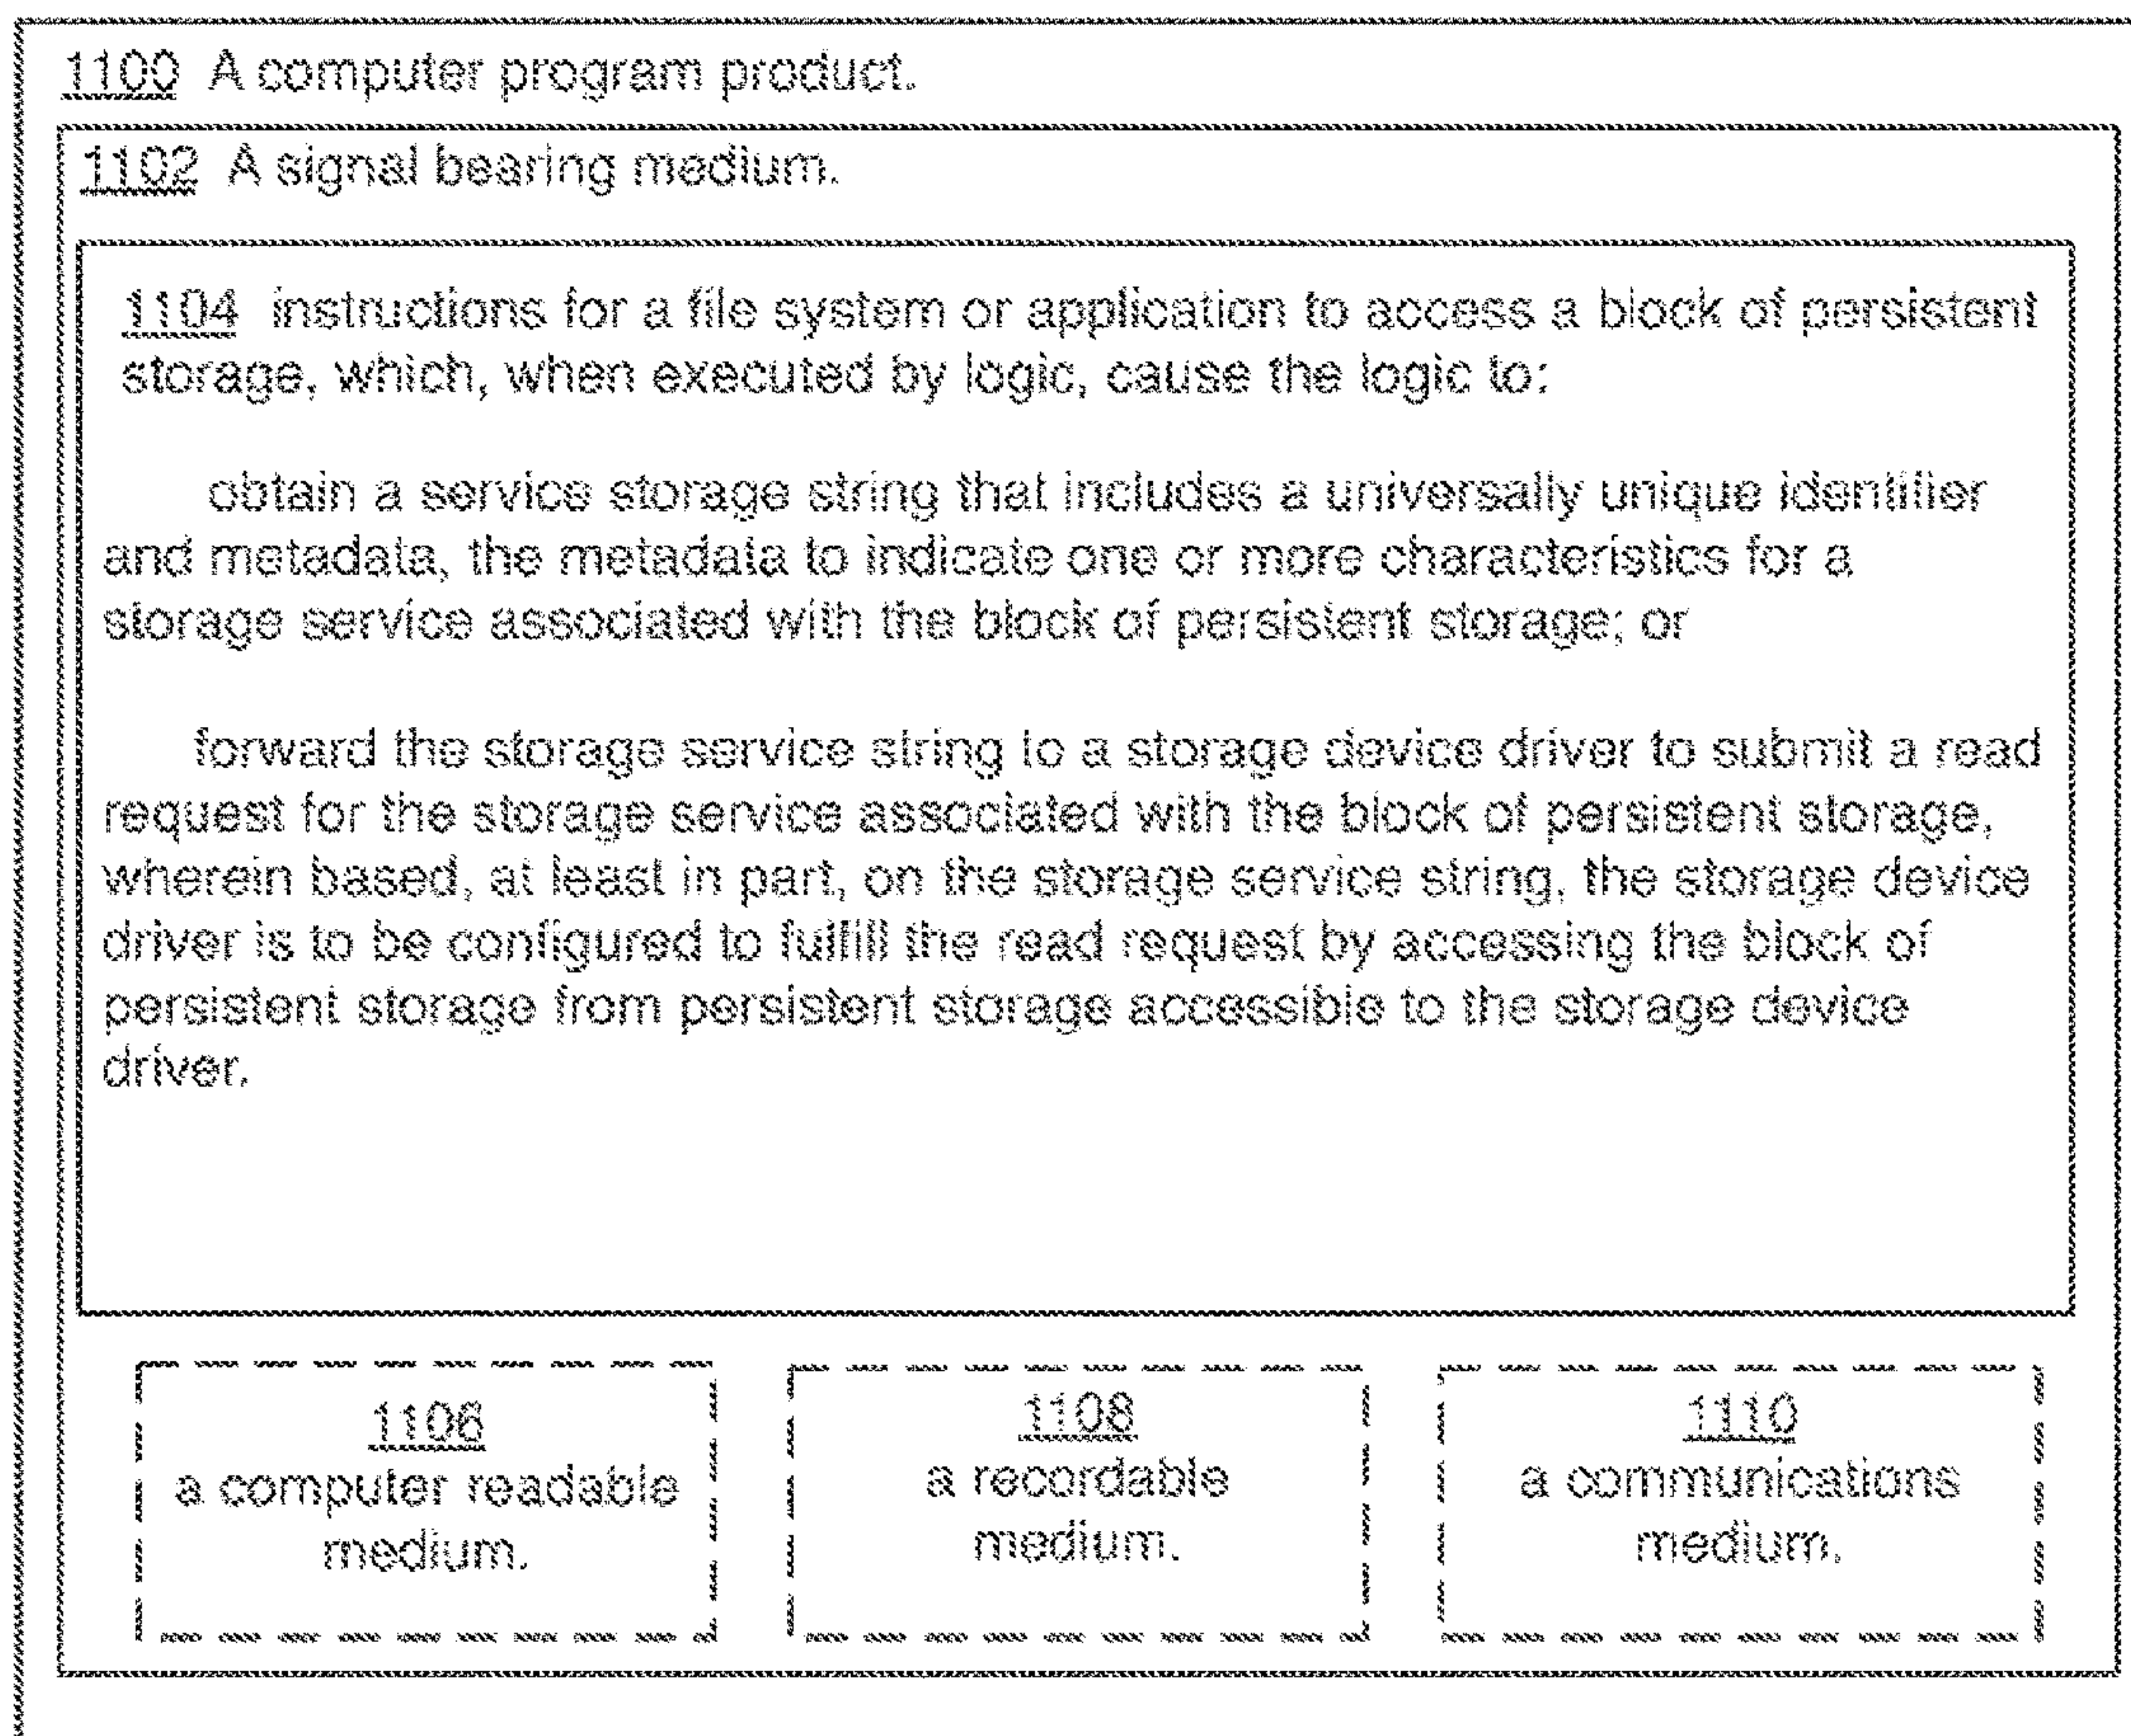 1100 A computer program product.
1102 A signal bearing medium.
1104 instructions for a file system or application to access a block of persistent
storage, which, when executed by logic, cause the logic to:
obtain a service storage string that includes a universally unique identifier
and metadata, the metadata to indicate one or more characteristics for a
storage service associated with the block of persistent storage; or
forward the storage service string to a storage device driver to submit a read
request for the storage service associated with the block of persistent storage,
wherein based, at least in part, on the storage service string, the storage device
driver is to be configured to fulfill the read request by accessing the block of
persistent storage from persistent storage accessible to the storage device
driver.
1106
a computer readable
medium.
1108
a recordable
medium.
1110
a communications
medium.